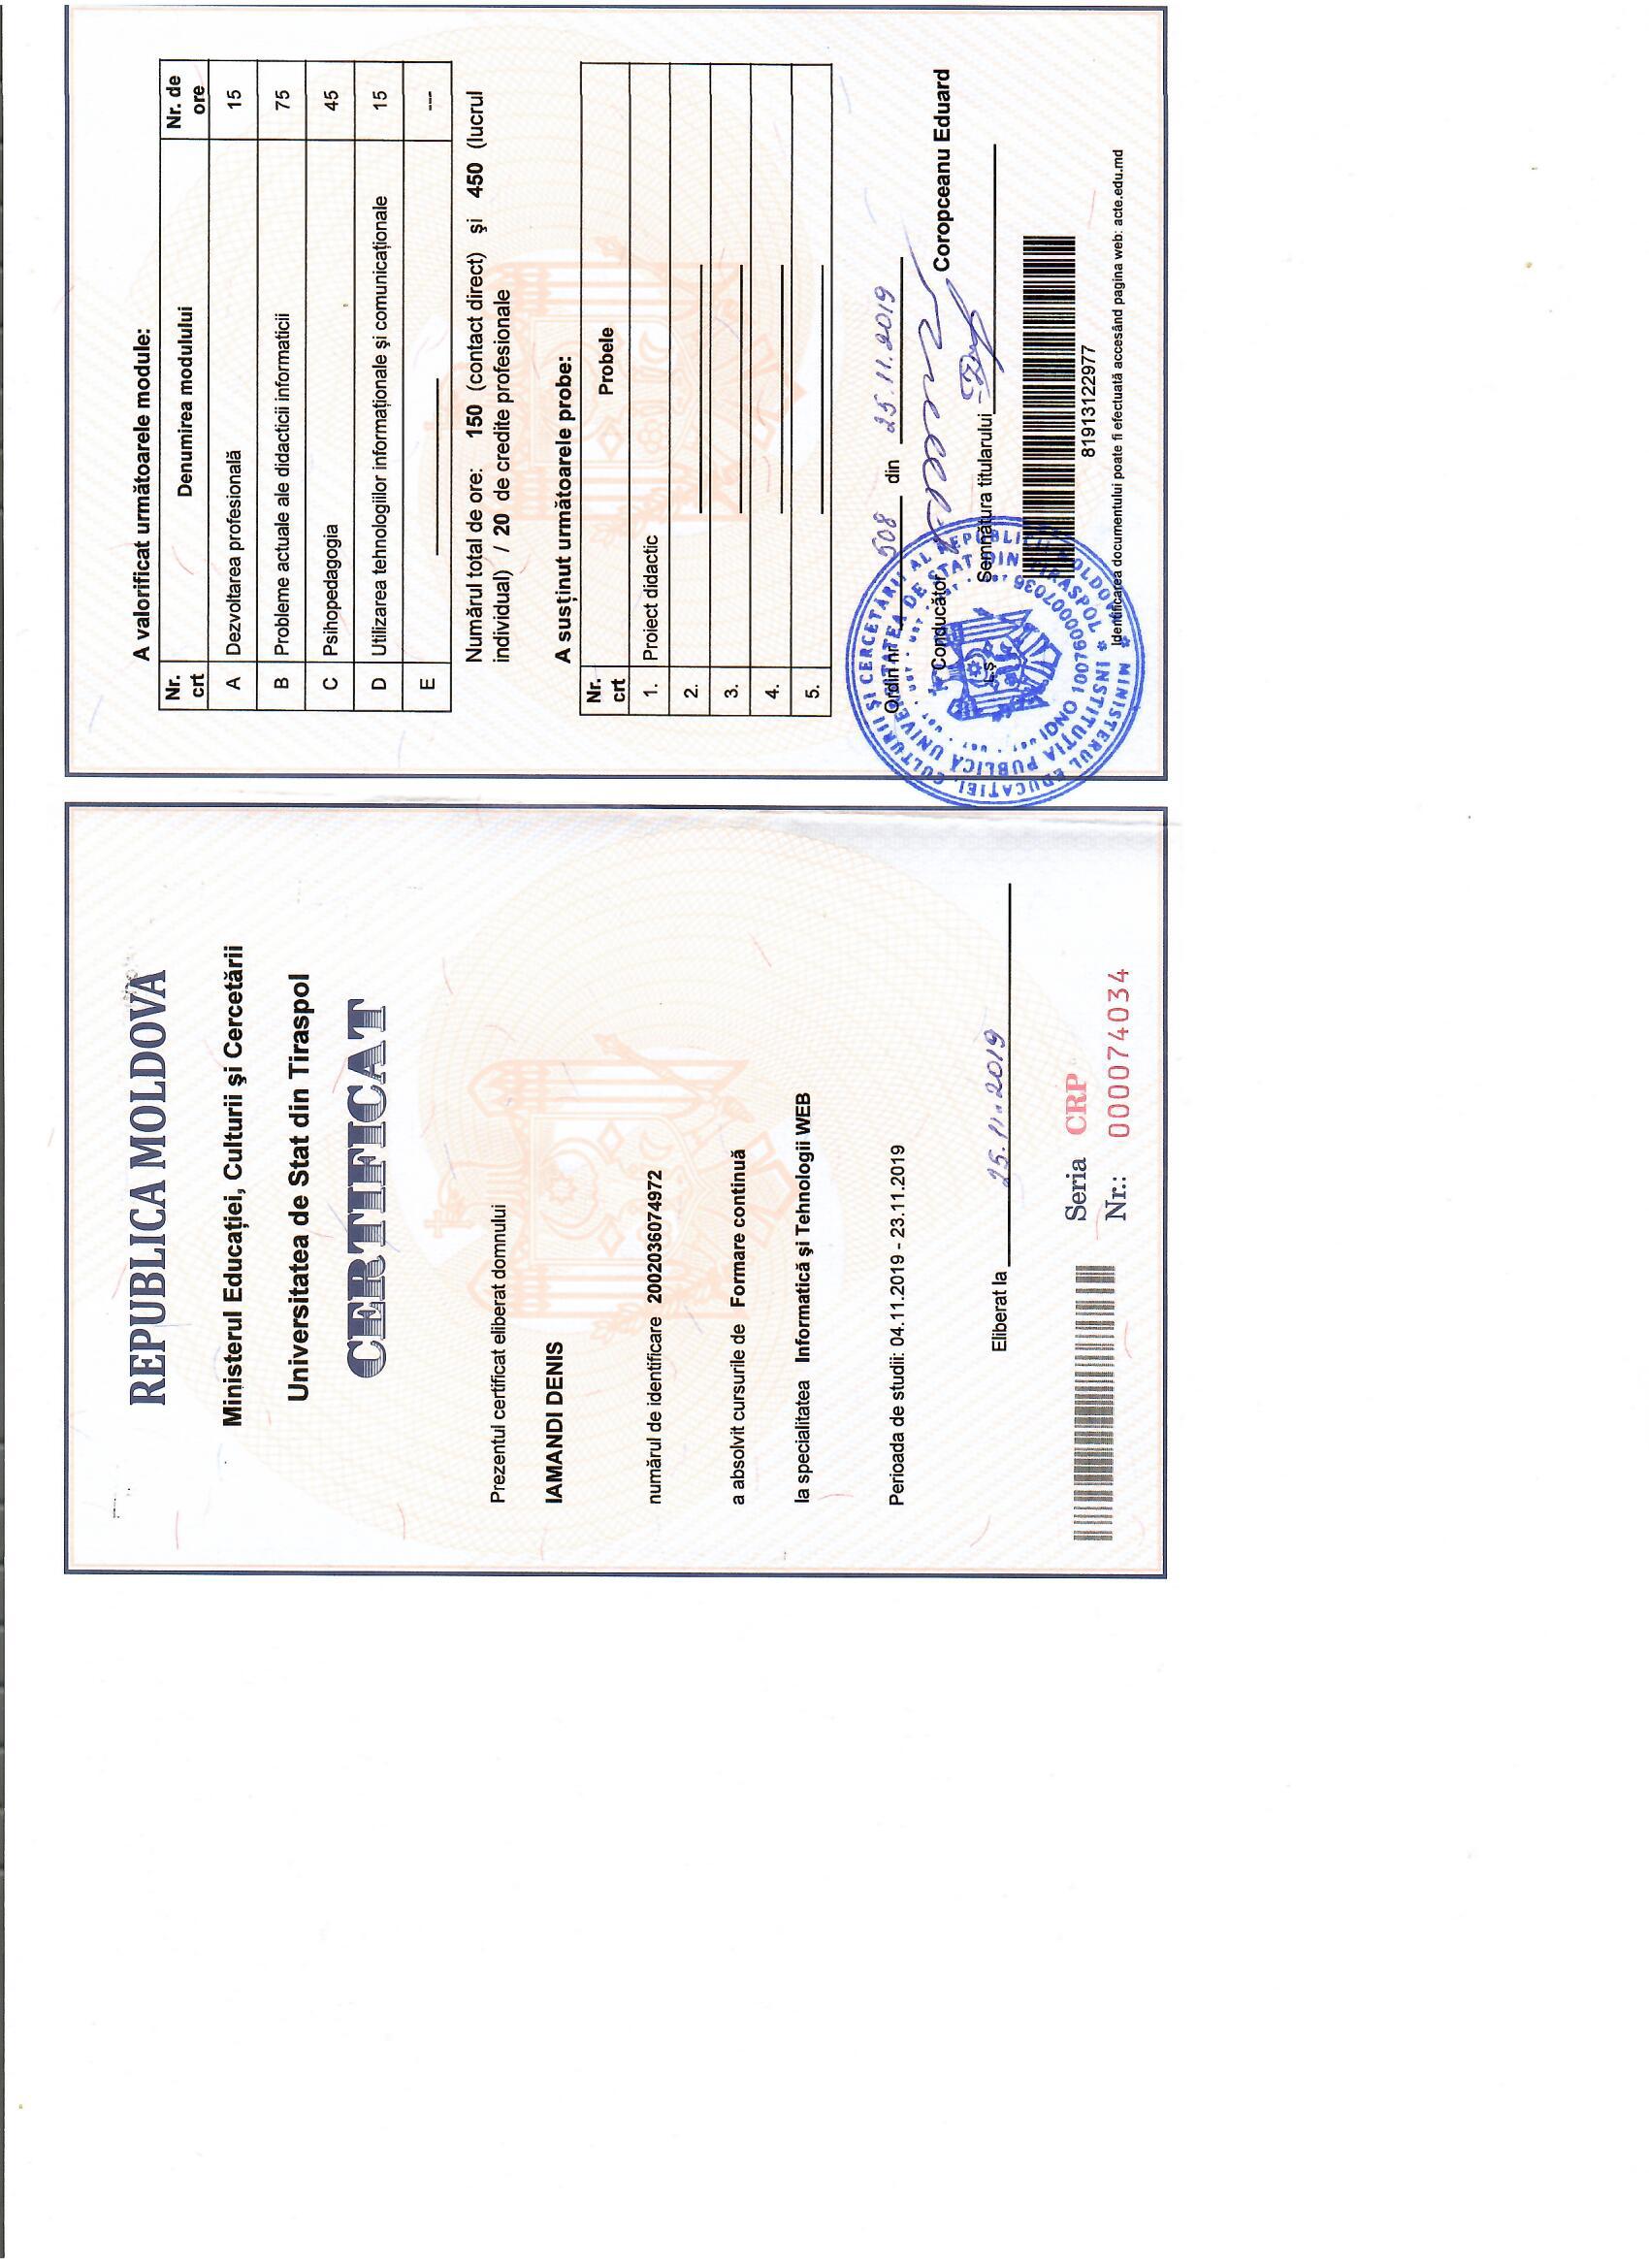 REPUBLICA MOLDOVA
Ministerul Educației, Culturii și Cercetării
Universitatea de Stat din Tiraspol
CERTIFICAT
Prezentul certificat eliberat domnului
IAMANDI DENIS
numărul de identificare 2002036074972
a absolvit cursurile de Formare continuă
la specialitatea Informatică și Tehnologii WEB
Perioada de studii: 04.11.2019 - 23.11.2019
Eliberat la 25.11.2019
Seria CRP
Nr.: 000074034
A valorificat următoarele module:
Nr. crt Denumirea modulului Nr. de ore
A Dezvoltarea profesională 15
B Probleme actuale ale didacticii informaticii 75
C Psihopedagogia 45
D Utilizarea tehnologiilor informaționale și comunicaționale 15
E ---
Numărul total de ore: 150 (contact direct) și 450 (lucrul
individual) / 20 de credite profesionale
A susținut următoarele probe:
Nr. crt Probele
1. Proiect didactic
2.
3.
4.
5.
Ordin nr. 508 din 25.11.2019
Conducător Coropceanu Eduard
L.Ș. Semnătura titularului
8191313122977
Identificarea documentului poate fi efectuată accesând pagina web: acte.edu.md
MINISTERUL EDUCAȚIEI, CULTURII ȘI CERCETĂRII AL REPUBLICII MOLDOVA
INSTITUȚIA PUBLICĂ UNIVERSITATEA DE STAT DIN TIRASPOL